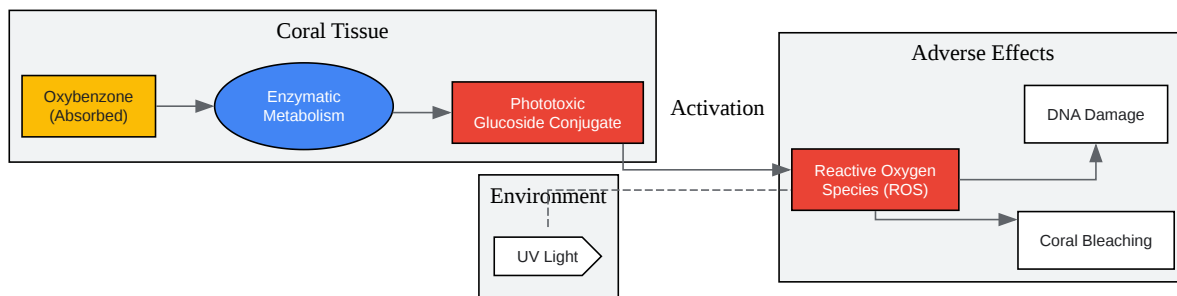 Coral Tissue
Oxybenzone
(Absorbed)
Enzymatic
Metabolism
Phototoxic
Glucoside Conjugate
Activation
Adverse Effects
DNA Damage
Reactive Oxygen
Species (ROS)
Coral Bleaching
Environment
UV Light